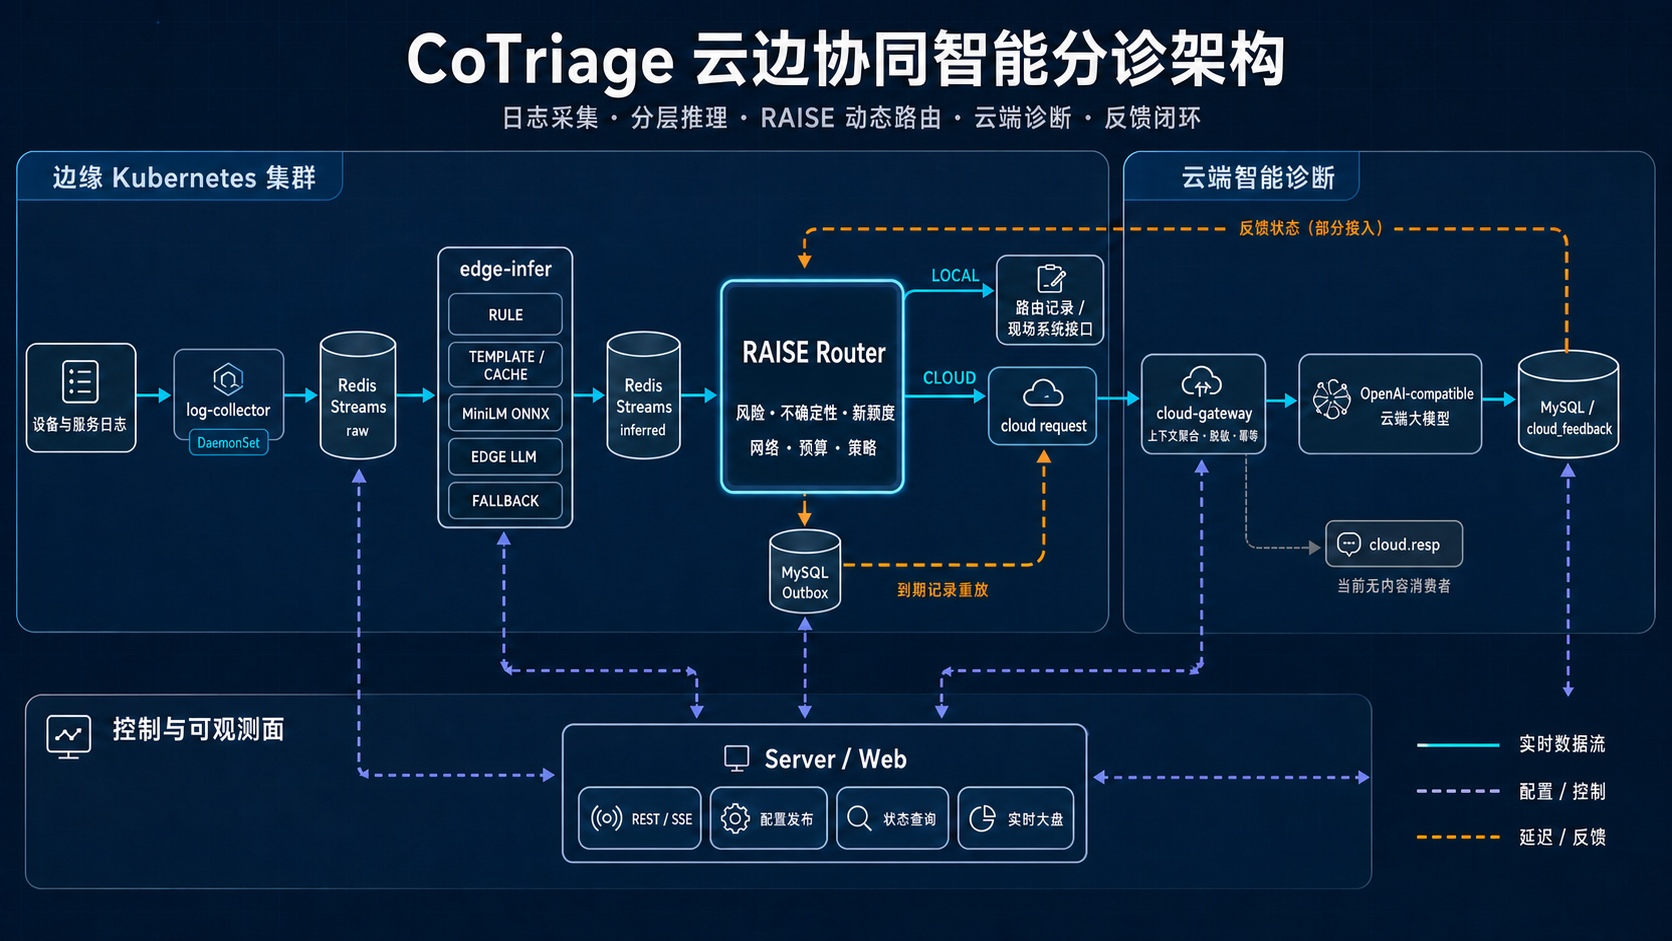 CoTriage 云边协同智能分诊架构
日志采集 · 分层推理 · RAISE 动态路由 · 云端诊断 · 反馈闭环
边缘 Kubernetes 集群
云端智能诊断
反馈状态（部分接入）
设备与服务日志
log-collector
DaemonSet
Redis
Streams
raw
edge-infer
RULE
TEMPLATE /
CACHE
MiniLM ONNX
EDGE LLM
FALLBACK
Redis
Streams
inferred
RAISE Router
风险 · 不确定性 · 新颖度
网络 · 预算 · 策略
LOCAL
路由记录 /
现场系统接口
CLOUD
cloud request
MySQL
Outbox
到期记录重放
cloud-gateway
上下文聚合 · 脱敏 · 幂等
OpenAI-compatible
云端大模型
MySQL /
cloud_feedback
cloud.resp
当前无内容消费者
控制与可观测面
Server / Web
REST / SSE
配置发布
状态查询
实时大盘
实时数据流
配置 / 控制
延迟 / 反馈